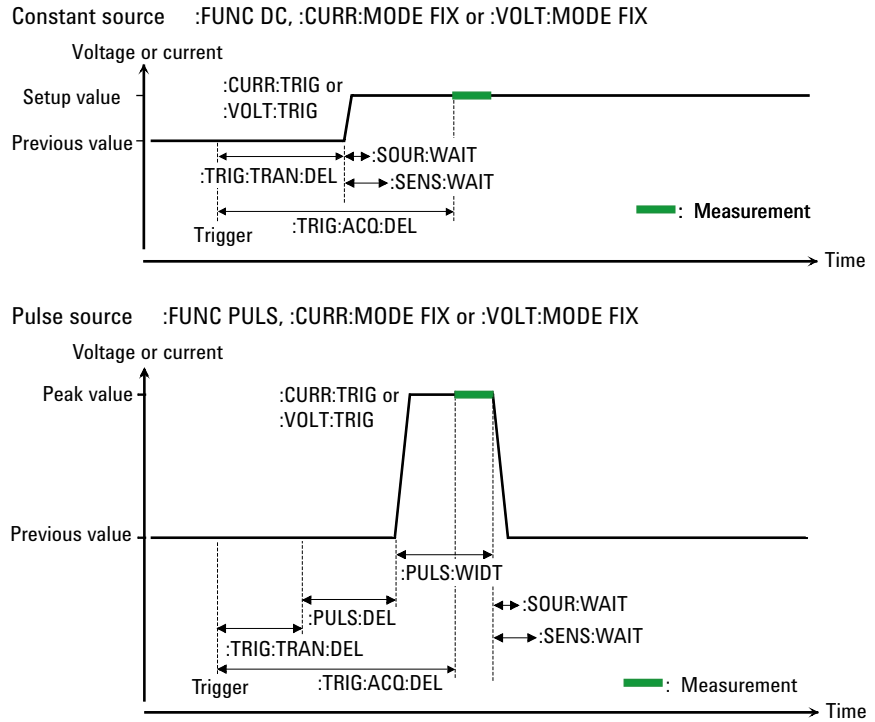 Constant source :FUNC DC, :CURR:MODE FIX or :VOLT:MODE FIX
Voltage or current
:CURR:TRIG or
:VOLT:TRIG
Setup value
Previous value
:SOUR:WAIT
:TRIG:TRAN:DEL
:SENS:WAIT
: Measurement
Trigger
:TRIG:ACQ:DEL
Time
Pulse source :FUNC PULS, :CURR:MODE FIX or :VOLT:MODE FIX
Voltage or current
Peak value
:CURR:TRIG or
:VOLT:TRIG
Previous value
:PULS:WIDT
:PULS:DEL
:SOUR:WAIT
:TRIG:TRAN:DEL
:SENS:WAIT
Trigger
:TRIG:ACQ:DEL
: Measurement
Time